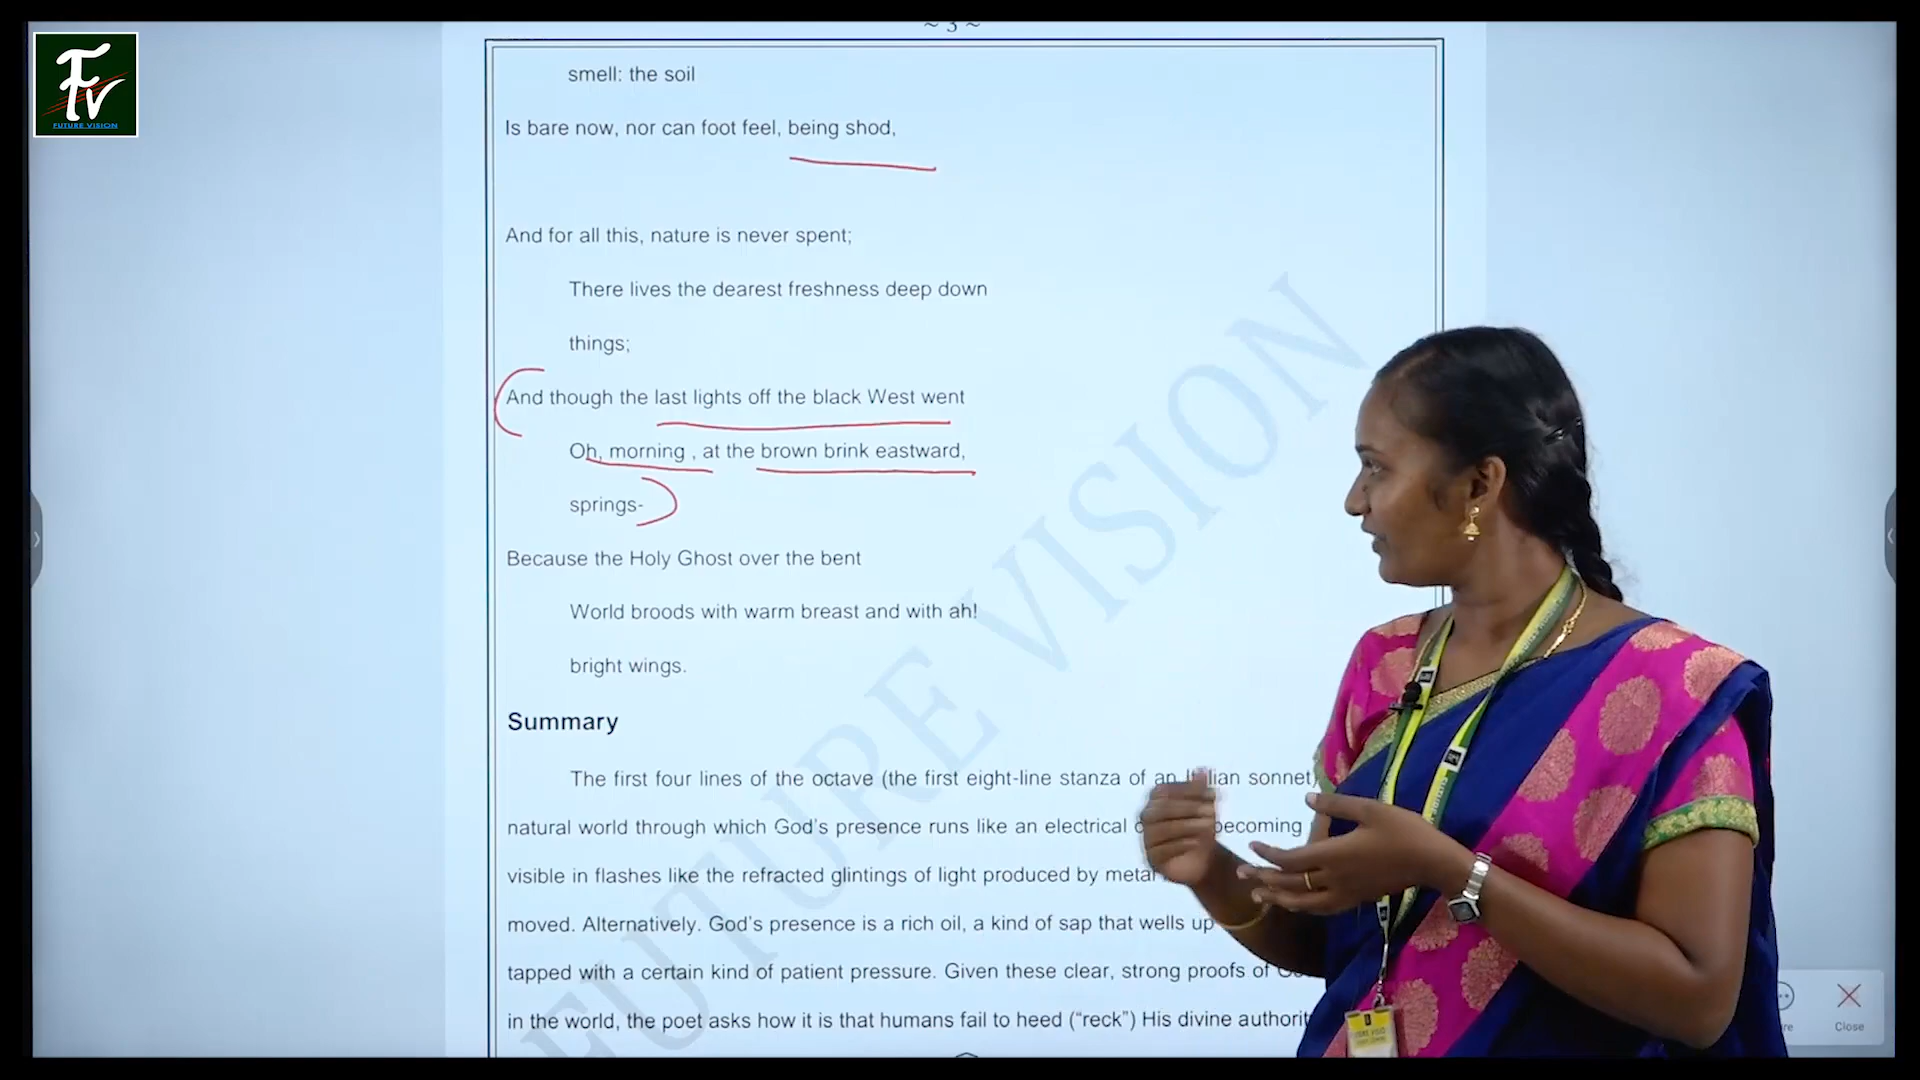 FV
FUTURE VISION
~ 3 ~
smell: the soil
Is bare now, nor can foot feel, being shod,
And for all this, nature is never spent;
There lives the dearest freshness deep down
things;
And though the last lights off the black West went
Oh, morning , at the brown brink eastward,
springs-
Because the Holy Ghost over the bent
World broods with warm breast and with ah!
bright wings.
Summary
The first four lines of the octave (the first eight-line stanza of an Italian sonnet)
natural world through which God's presence runs like an electrical becoming
visible in flashes like the refracted glintings of light produced by metal
moved. Alternatively. God's presence is a rich oil, a kind of sap that wells up
tapped with a certain kind of patient pressure. Given these clear, strong proofs of
in the world, the poet asks how it is that humans fail to heed (“reck”) His divine
FUTURE VISION
Close